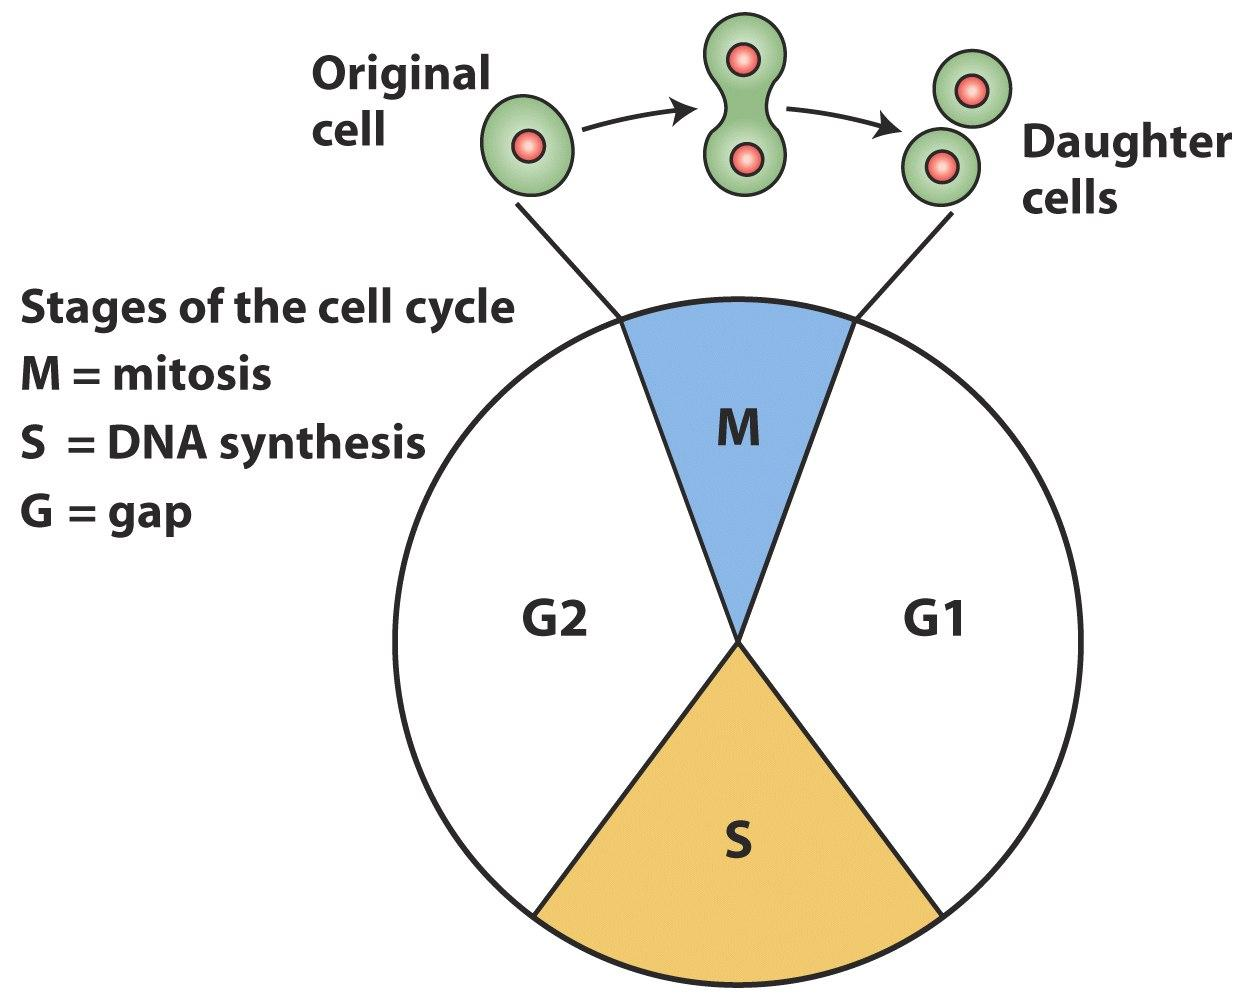 Original
cell
Daughter
cells
Stages of the cell cycle
M = mitosis
S = DNA synthesis
G = gap
M
G2
G1
S